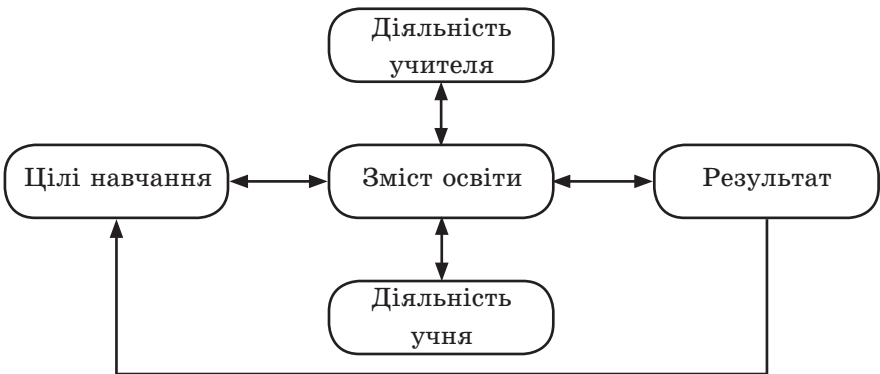 Діяльність
учителя
Цілі навчання
Зміст освіти
Результат
Діяльність
учня